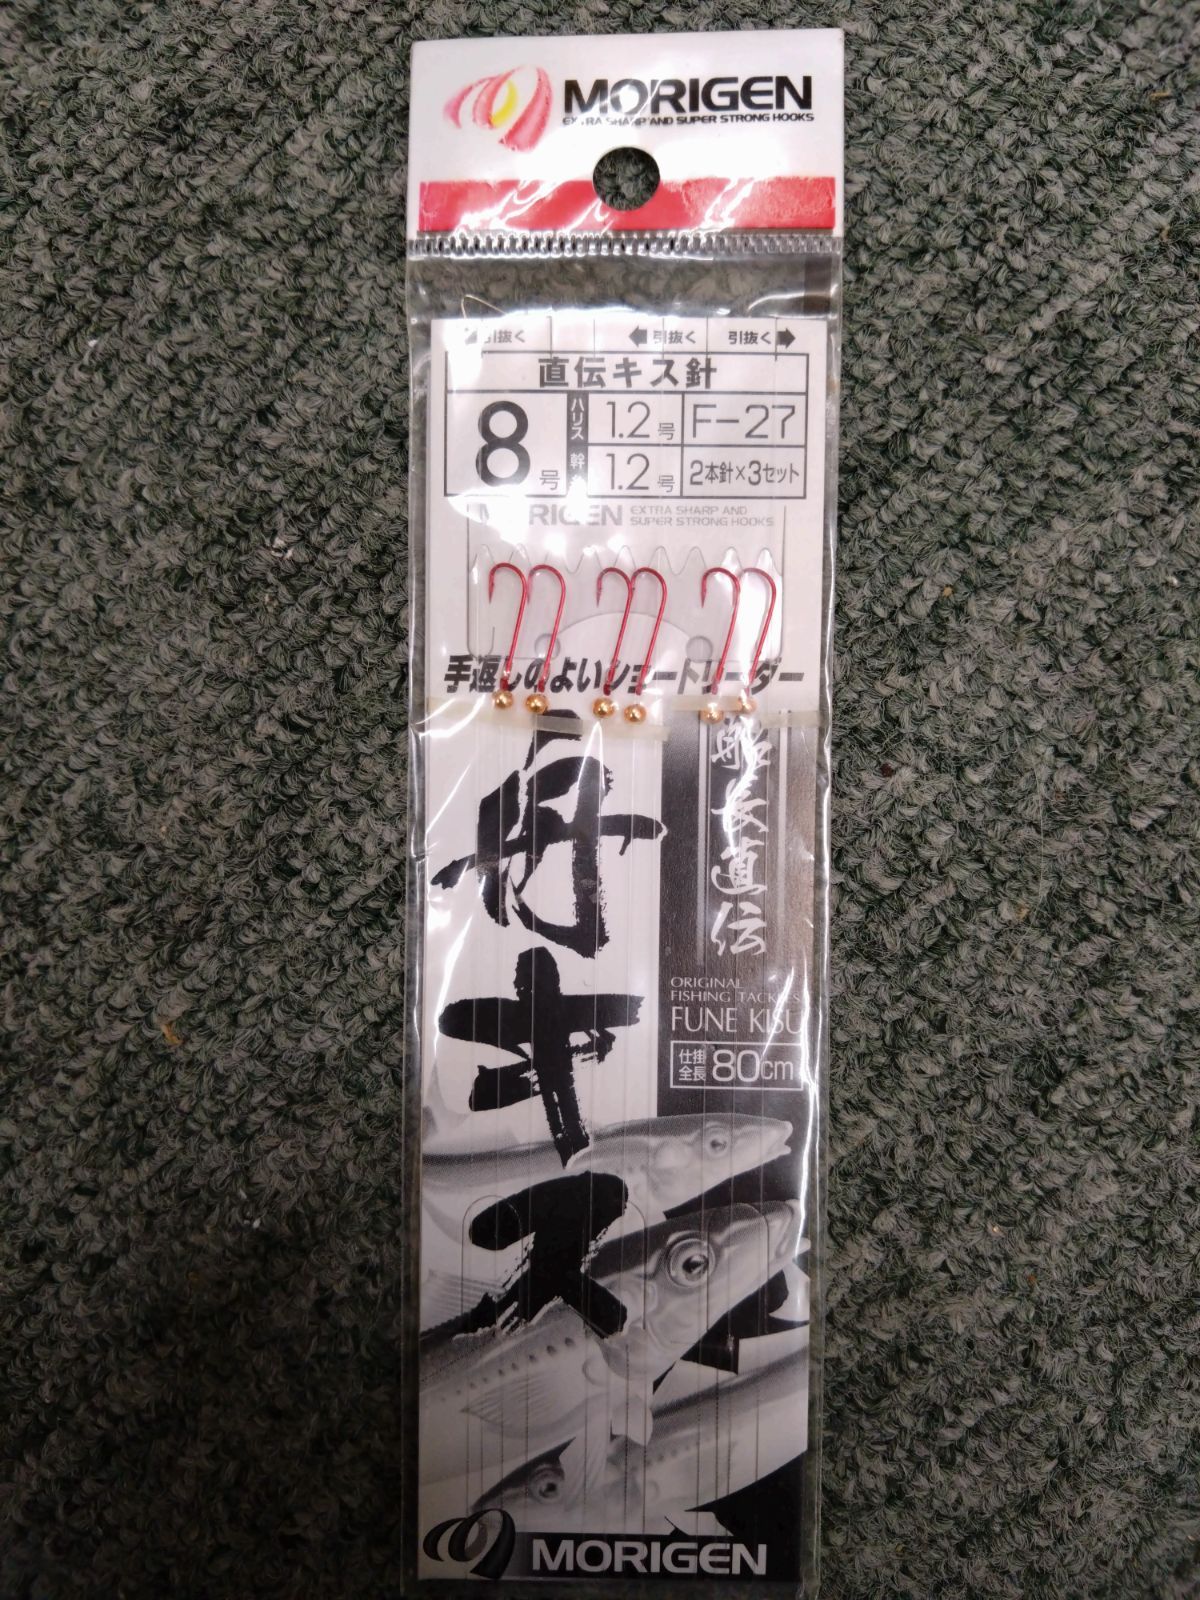 MORIGEN
EXTRA SHARP AND SUPER STRONG HOOKS
引抜く 引抜く 引抜く
直伝キス針
8号 ハリス 1.2号 F-27
幹 1.2号 2本針×3セット
MORIGEN EXTRA SHARP AND
SUPER STRONG HOOKS
手返しのよいショートリーダー
舟キス
船長直伝
ORIGINAL
FISHING TACKLES
FUNE KISU
仕掛全長 80cm
MORIGEN